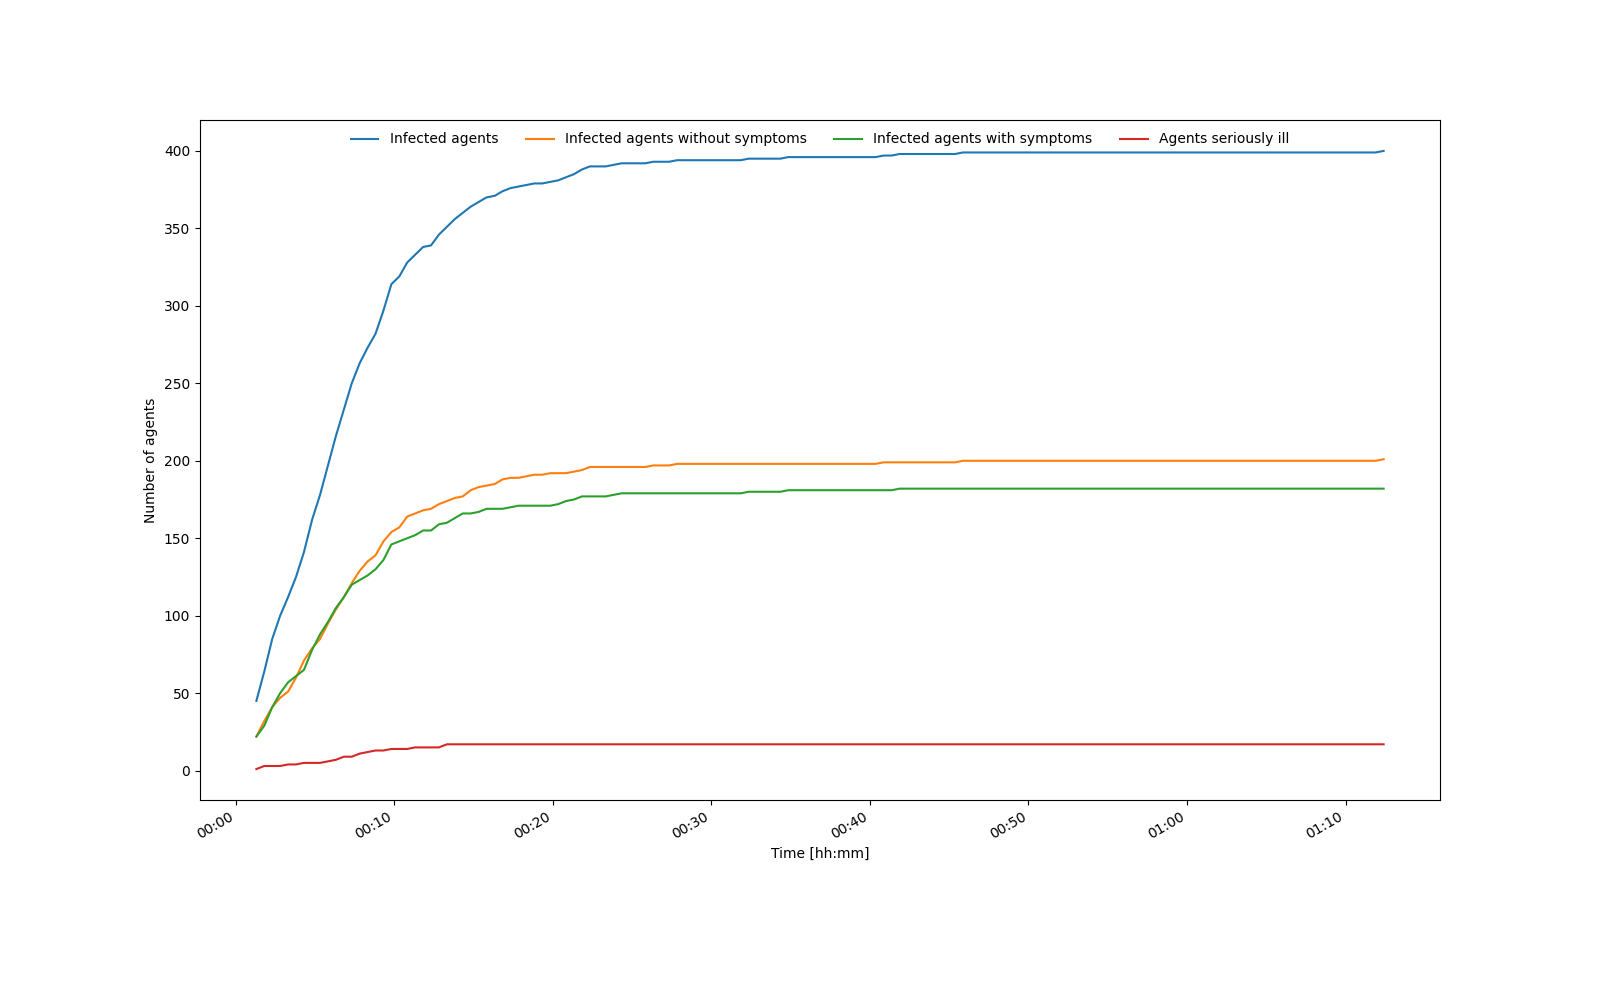 Infected agents Infected agents without symptoms Infected agents with symptoms Agents seriously ill
400
350
300
250
200
150
100
50
0
Number of agents
00:00 00:10 00:20 00:30 00:40 00:50 01:00 01:10
Time [hh:mm]